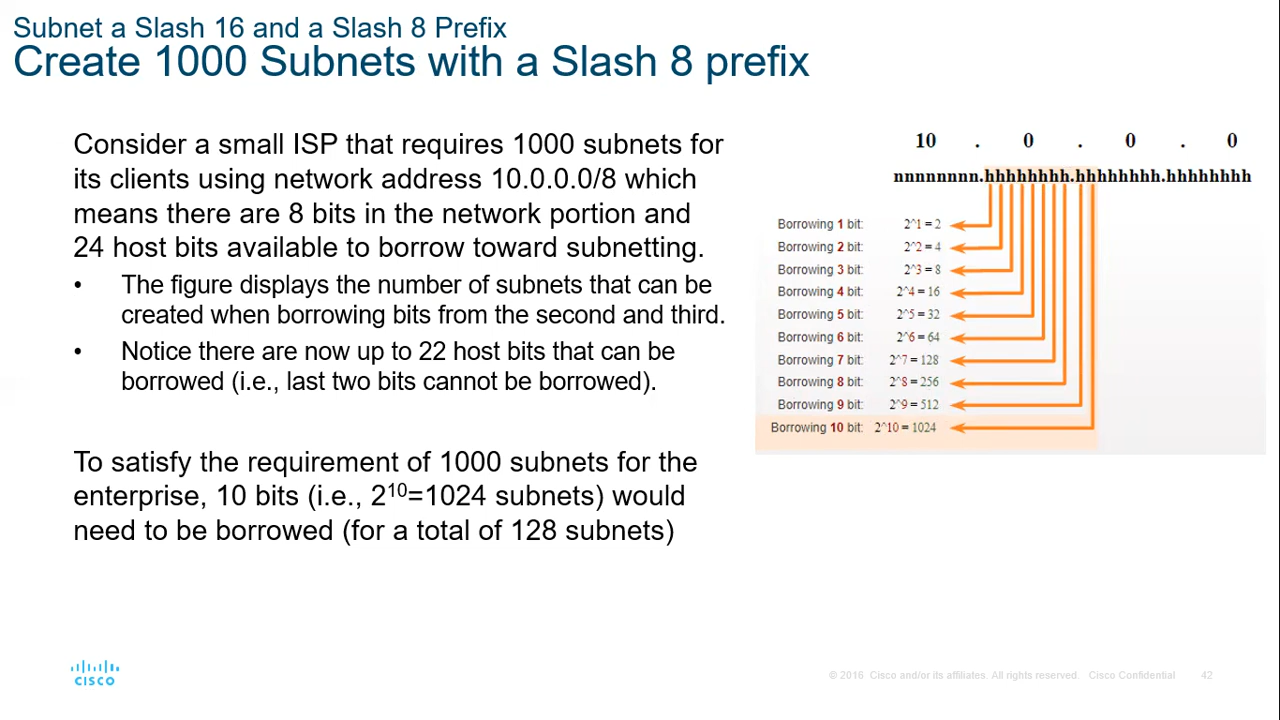 Subnet a Slash 16 and a Slash 8 Prefix
Create 1000 Subnets with a Slash 8 prefix
Consider a small ISP that requires 1000 subnets for
its clients using network address 10.0.0.0/8 which
means there are 8 bits in the network portion and
24 host bits available to borrow toward subnetting.
• The figure displays the number of subnets that can be
created when borrowing bits from the second and third.
• Notice there are now up to 22 host bits that can be
borrowed (i.e., last two bits cannot be borrowed).
To satisfy the requirement of 1000 subnets for the
enterprise, 10 bits (i.e., 2¹⁰=1024 subnets) would
need to be borrowed (for a total of 128 subnets)
10 . 0 . 0 . 0
nnnnnnnn.hhhhhhhh.hhhhhhhh.hhhhhhhh
Borrowing 1 bit: 2^1 = 2
Borrowing 2 bit: 2^2 = 4
Borrowing 3 bit: 2^3 = 8
Borrowing 4 bit: 2^4 = 16
Borrowing 5 bit: 2^5 = 32
Borrowing 6 bit: 2^6 = 64
Borrowing 7 bit: 2^7 = 128
Borrowing 8 bit: 2^8 = 256
Borrowing 9 bit: 2^9 = 512
Borrowing 10 bit: 2^10 = 1024
CISCO
© 2016 Cisco and/or its affiliates. All rights reserved. Cisco Confidential 42